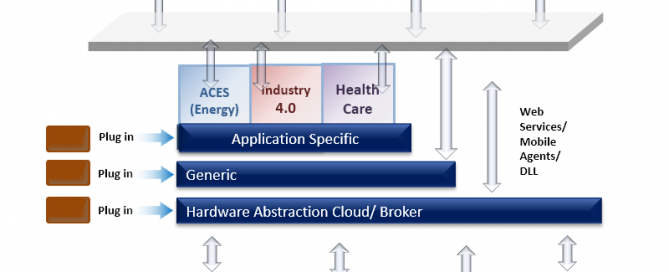 ACES
(Energy)
Industry
4.0
Health
Care
Web
Services/
Mobile
Agents/
DLL
Plug in
Application Specific
Plug in
Generic
Plug in
Hardware Abstraction Cloud/ Broker